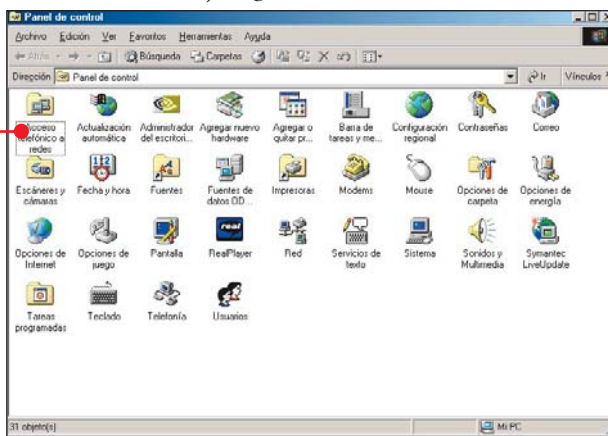 Panel de control
Archivo Edición Ver Favoritos Herramientas Ayuda
Atrás Búsqueda Carpetas
Dirección Panel de control Ir Vínculos
Acceso telefónico a redes
Actualización automática
Administrador del escritori...
Agregar nuevo hardware
Agregar o quitar pr...
Barra de tareas y me...
Configuración regional
Contraseñas
Correo
Escáneres y cámaras
Fecha y hora
Fuentes
Fuentes de datos OD...
Impresoras
Modems
Mouse
Opciones de carpeta
Opciones de energía
Opciones de Internet
Opciones de juego
Pantalla
RealPlayer
Red
Servicios de texto
Sistema
Sonidos y Multimedia
Symantec LiveUpdate
Tareas programadas
Teclado
Telefonía
Usuarios
31 objeto(s) Mi PC